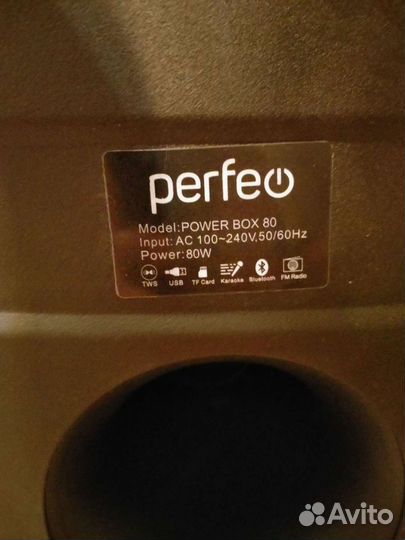 perfeo
Model:POWER BOX 80
Input: AC 100~240V,50/60Hz
Power:80W
TWS USB TF Card Karaoke Bluetooth FM Radio
Avito